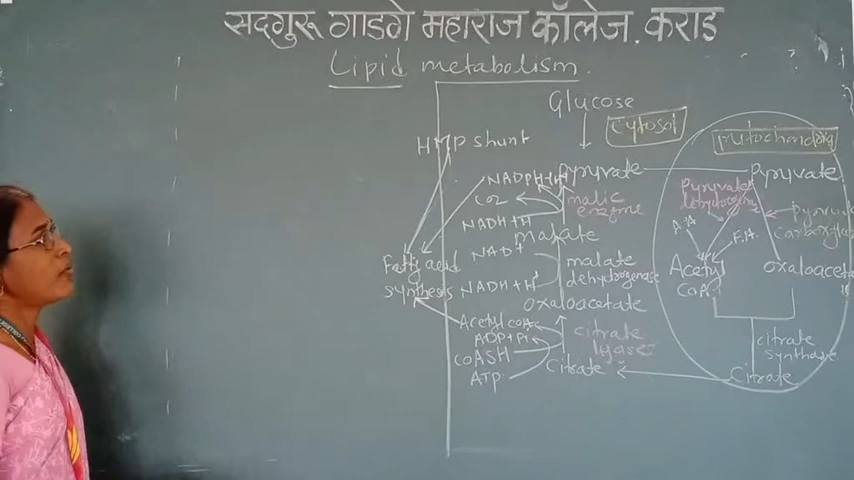 सदगुरू गाडगे महाराज कॉलेज. कराड
Lipid metabolism.
Glucose
Cytosol
Mitochondria
HMP shunt
Pyruvate
Pyruvate
NADPH+H
CO2
malic
enzyme
NADH+H
malate
Pyruvate
dehydrogenase
Pyruvate
carboxylase
A.A
F.A.
Fatty acid
synthesis
NAD+
NADH+H+
malate
dehydrogenase
Acetyl
CoA
oxaloacetate
oxaloacetate
Acetyl CoA
ADP+Pi
CoASH
ATP
citrate
lyase
Citrate
citrate
synthase
Citrate